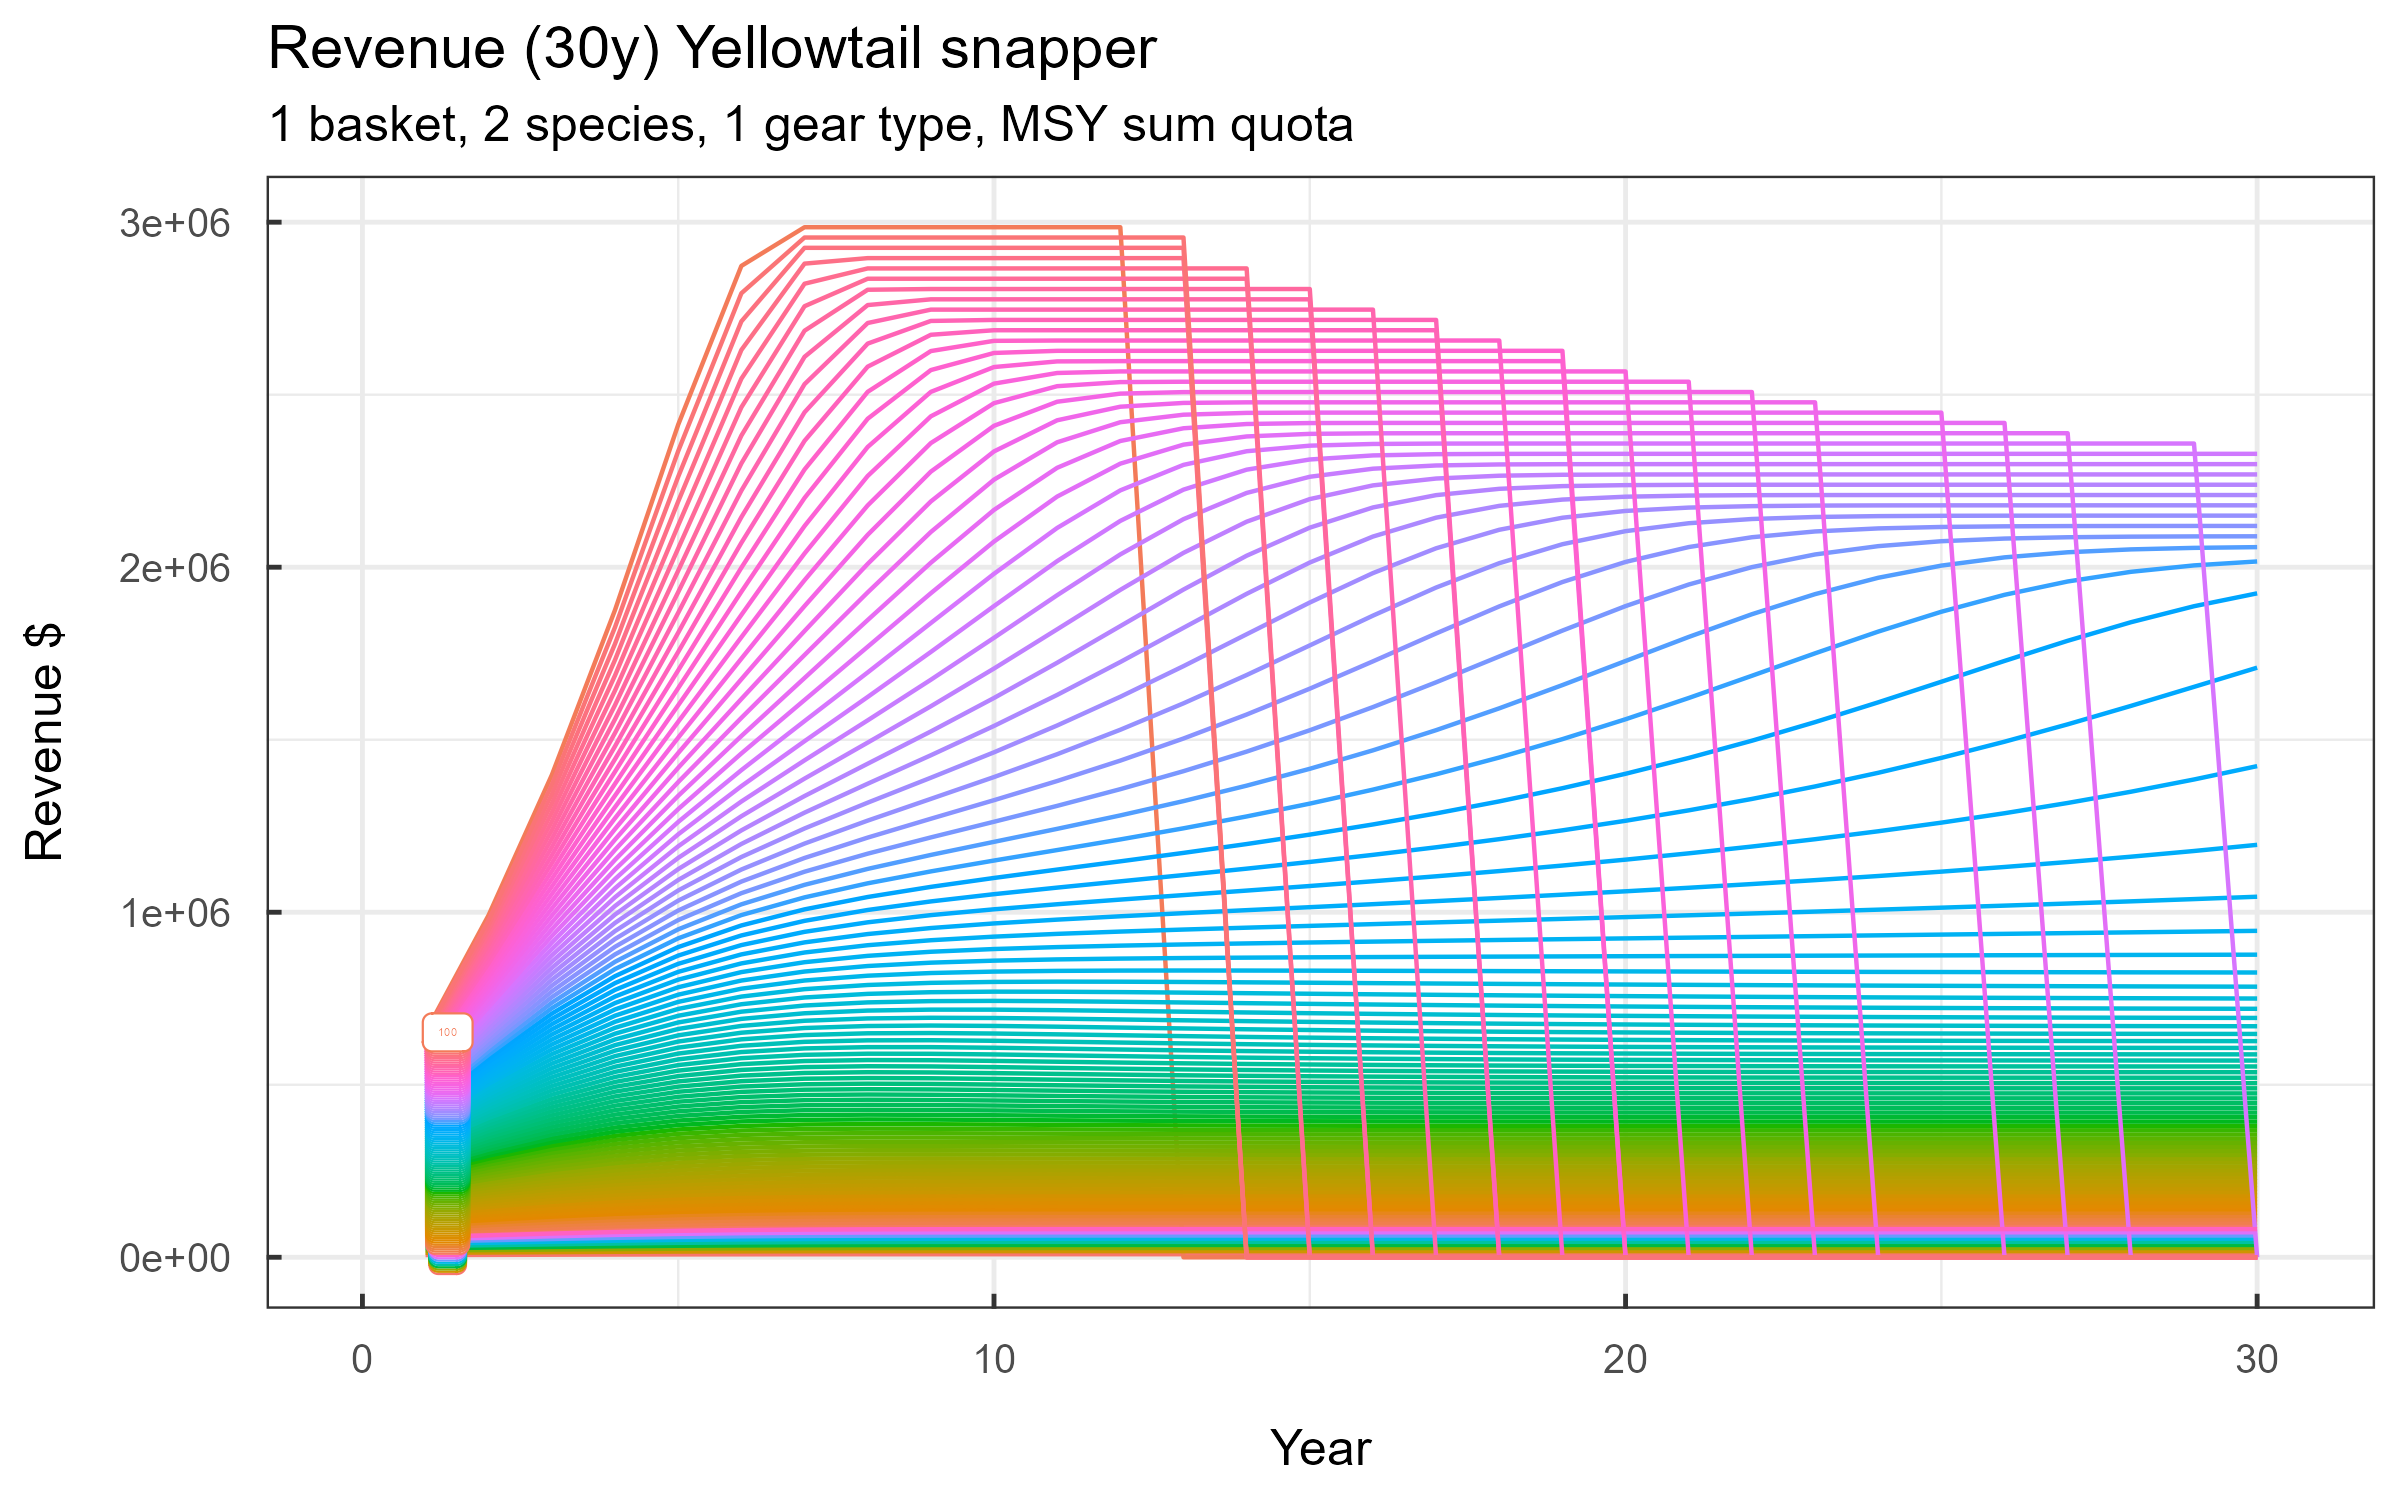 Revenue (30y) Yellowtail snapper
1 basket, 2 species, 1 gear type, MSY sum quota
Revenue $
3e+06
2e+06
1e+06
0e+00
100
0
10
20
30
Year